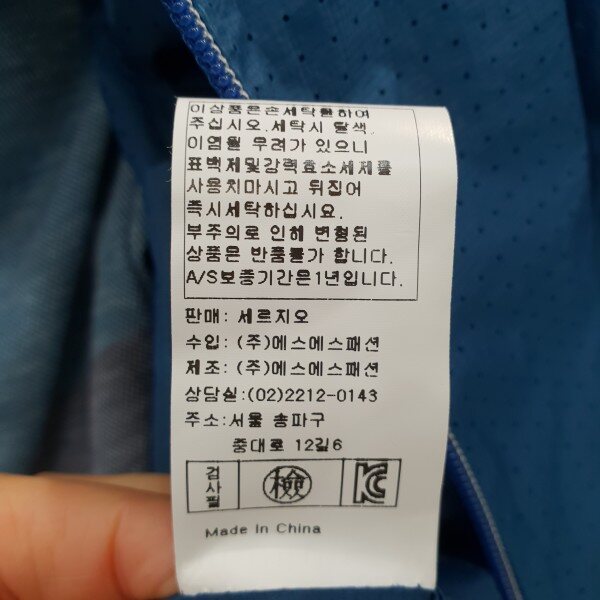 이상품은손세탁률하여
주십시오.세탁시 탈색.
이염월 무려가 있으니
표백제및강력효소세제를
사용치마시고 뒤집어
즉시세탁하십시요.
부주의로 인해 변형된
상품은 반품불가 합니다.
A/S보증기간은1년입니다.
판매: 세르지오
수입: (주)에스에스패션
제조: (주)에스에스패션
상담실:(02)2212-0143
주소:서울 송파구
중대로 12길6
검사필 檢 KC
Made In China